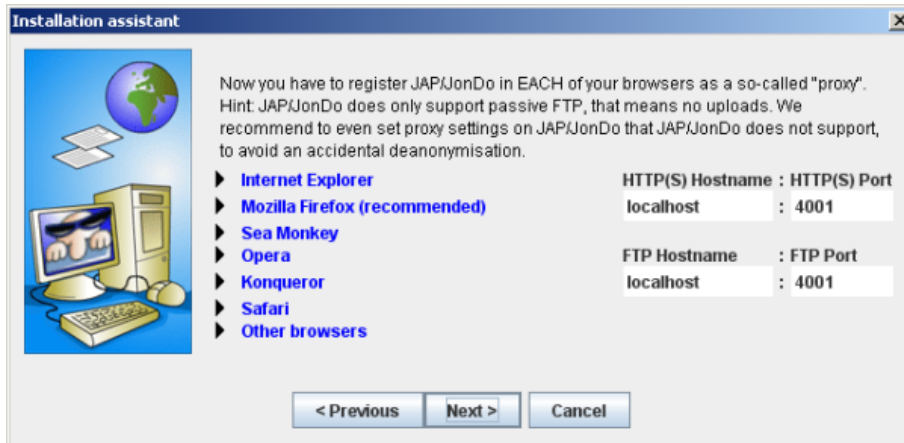 Installation assistant
Now you have to register JAP/JonDo in EACH of your browsers as a so-called "proxy".
Hint: JAP/JonDo does only support passive FTP, that means no uploads. We
recommend to even set proxy settings on JAP/JonDo that JAP/JonDo does not support,
to avoid an accidental deanonymisation.
Internet Explorer
Mozilla Firefox (recommended)
Sea Monkey
Opera
Konqueror
Safari
Other browsers
HTTP(S) Hostname : HTTP(S) Port
localhost : 4001
FTP Hostname : FTP Port
localhost : 4001
< Previous Next > Cancel